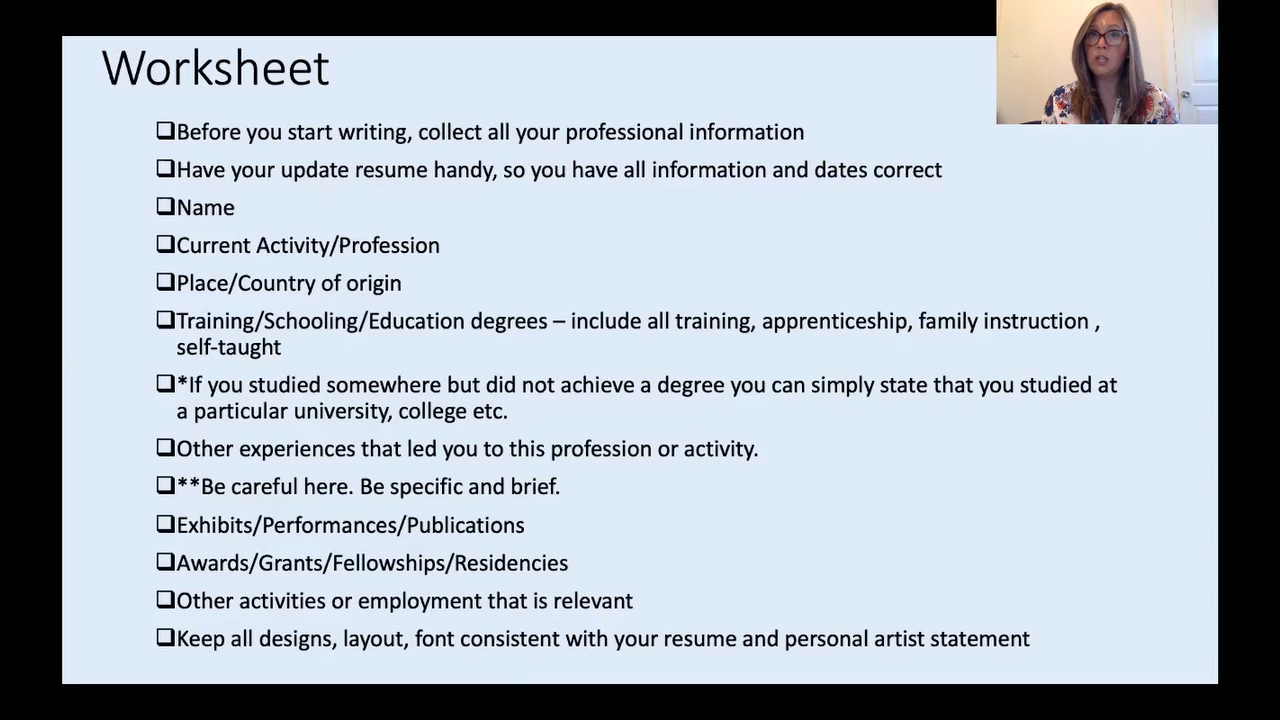 Worksheet
❑Before you start writing, collect all your professional information
❑Have your update resume handy, so you have all information and dates correct
❑Name
❑Current Activity/Profession
❑Place/Country of origin
❑Training/Schooling/Education degrees – include all training, apprenticeship, family instruction ,
self-taught
❑*If you studied somewhere but did not achieve a degree you can simply state that you studied at
a particular university, college etc.
❑Other experiences that led you to this profession or activity.
❑**Be careful here. Be specific and brief.
❑Exhibits/Performances/Publications
❑Awards/Grants/Fellowships/Residencies
❑Other activities or employment that is relevant
❑Keep all designs, layout, font consistent with your resume and personal artist statement